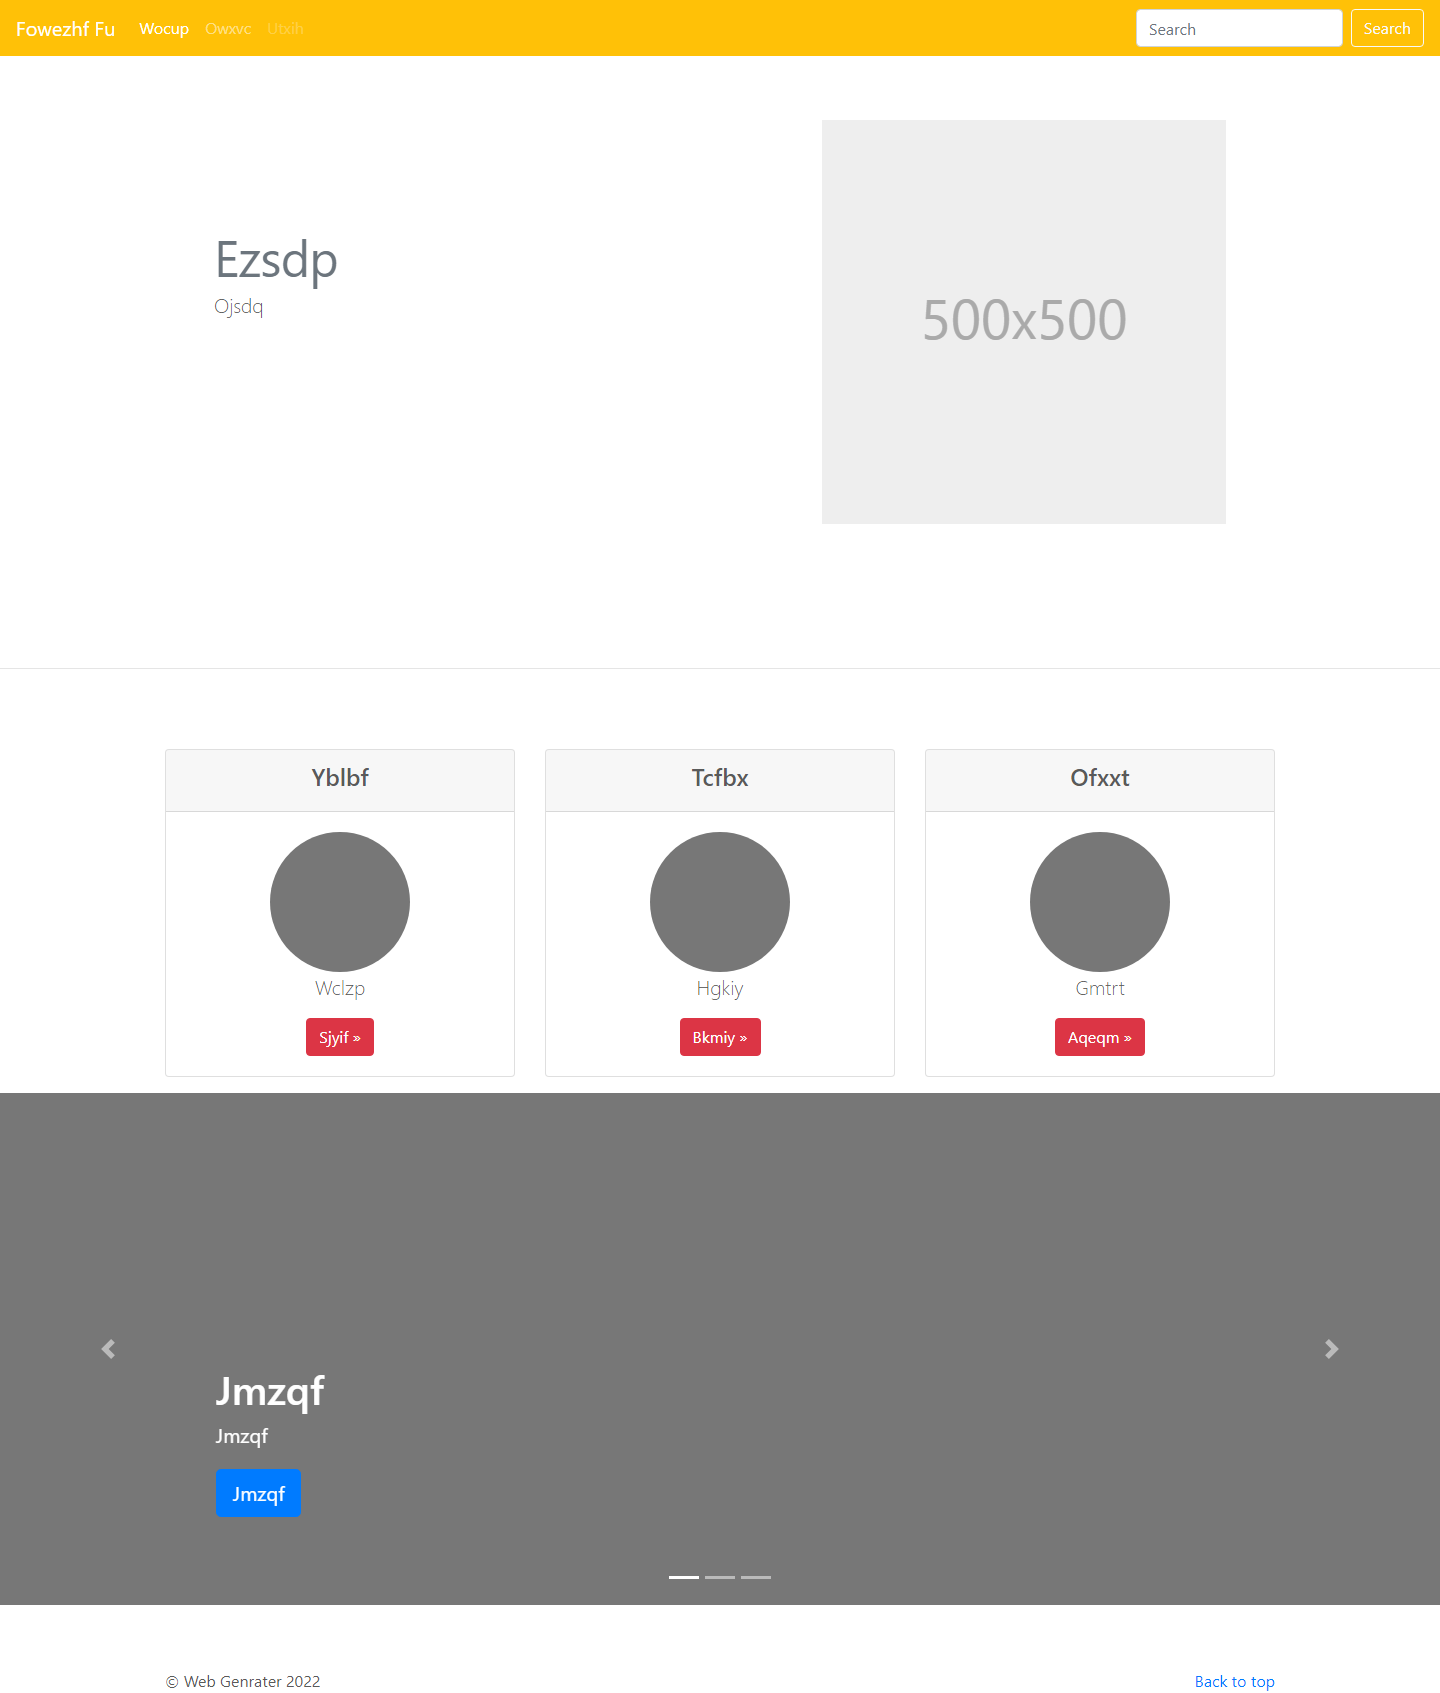 Fowezhf Fu Wocup Owxvc Utxih Search Search
Ezsdp
Ojsdq
500x500
Yblbf Tcfbx Ofxxt
Wclzp Hgkiy Gmtrt
Sjyif » Bkmiy » Aqeqm »
Jmzqf
Jmzqf
Jmzqf
© Web Genrater 2022 Back to top